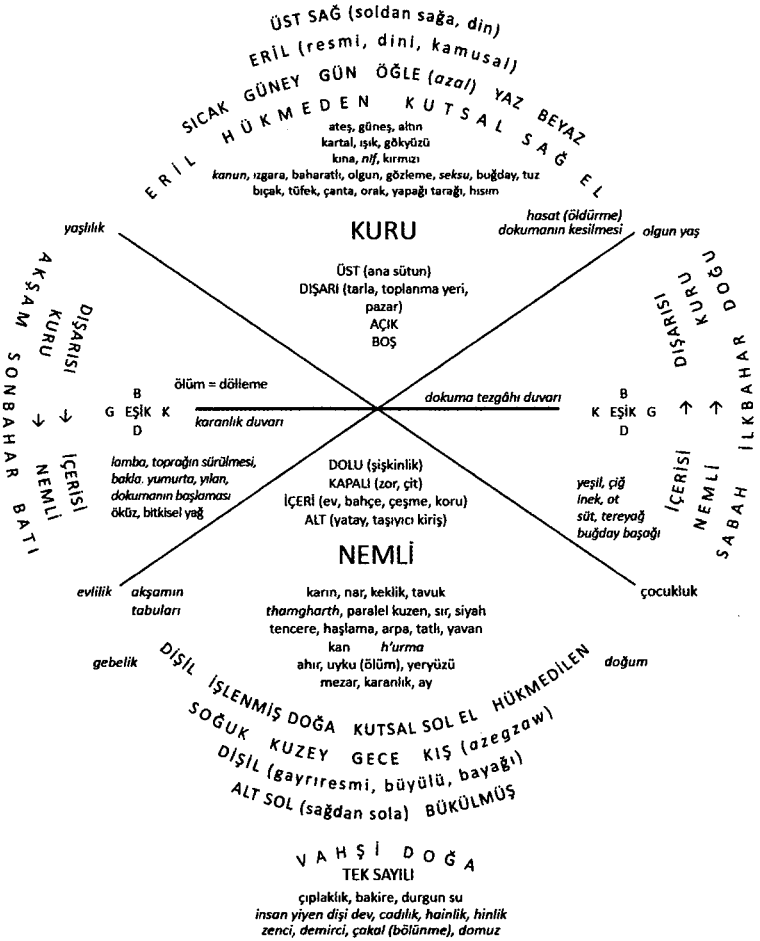 ÜST SAĞ (soldan sağa, din)
ERİL (resmi, dini, kamusal)
SICAK GÜNEY GÜN ÖĞLE (azal) YAZ BEYAZ
ERİL HÜKMEDEN KUTSAL SAĞ EL
ateş, güneş, altın
kartal, ışık, gökyüzü
kına, nif, kırmızı
kanun, ızgara, baharatlı, olgun, gözleme, seksu, buğday, tuz
bıçak, tüfek, çanta, orak, yapağı tarağı, hısım
yaşlılık
KURU
hasat (öldürme)
dokumanın kesilmesi
olgun yaş
ÜST (ana sütun)
DIŞARI (tarla, toplanma yeri,
pazar)
AÇIK
BOŞ
AKŞAM SONBAHAR BATI
DIŞARISI → İÇERİSİ
KURU → NEMLİ
B
G EŞİK K
D
ölüm = dölleme
karanlık duvarı
dokuma tezgâhı duvarı
B
K EŞİK G
D
İÇERİSİ → DIŞARISI
NEMLİ → KURU
SABAH İLKBAHAR DOĞU
lamba, toprağın sürülmesi,
bakla. yumurta, yılan,
dokumanın başlaması
öküz, bitkisel yağ
DOLU (şişkinlik)
KAPALI (zor, çit)
İÇERİ (ev, bahçe, çeşme, koru)
ALT (yatay, taşıyıcı kiriş)
yeşil, çiğ
inek, ot
süt, tereyağ
buğday başağı
NEMLİ
evlilik
akşamın
tabuları
çocukluk
karın, nar, keklik, tavuk
thamgharth, paralel kuzen, sır, siyah
tencere, haşlama, arpa, tatlı, yavan
kan h'urma
ahır, uyku (ölüm), yeryüzü
mezar, karanlık, ay
gebelik
doğum
DİŞİL İŞLENMİŞ DOĞA KUTSAL SOL EL HÜKMEDİLEN
SOĞUK KUZEY GECE KIŞ (azegzaw)
DİŞİL (gayrıresmi, büyülü, bayağı)
ALT SOL (sağdan sola) BÜKÜLMÜŞ
VAHŞİ DOĞA
TEK SAYILI
çıplaklık, bakire, durgun su
insan yiyen dişi dev, cadılık, hainlik, hinlik
zenci, demirci, çakal (bölünme), domuz